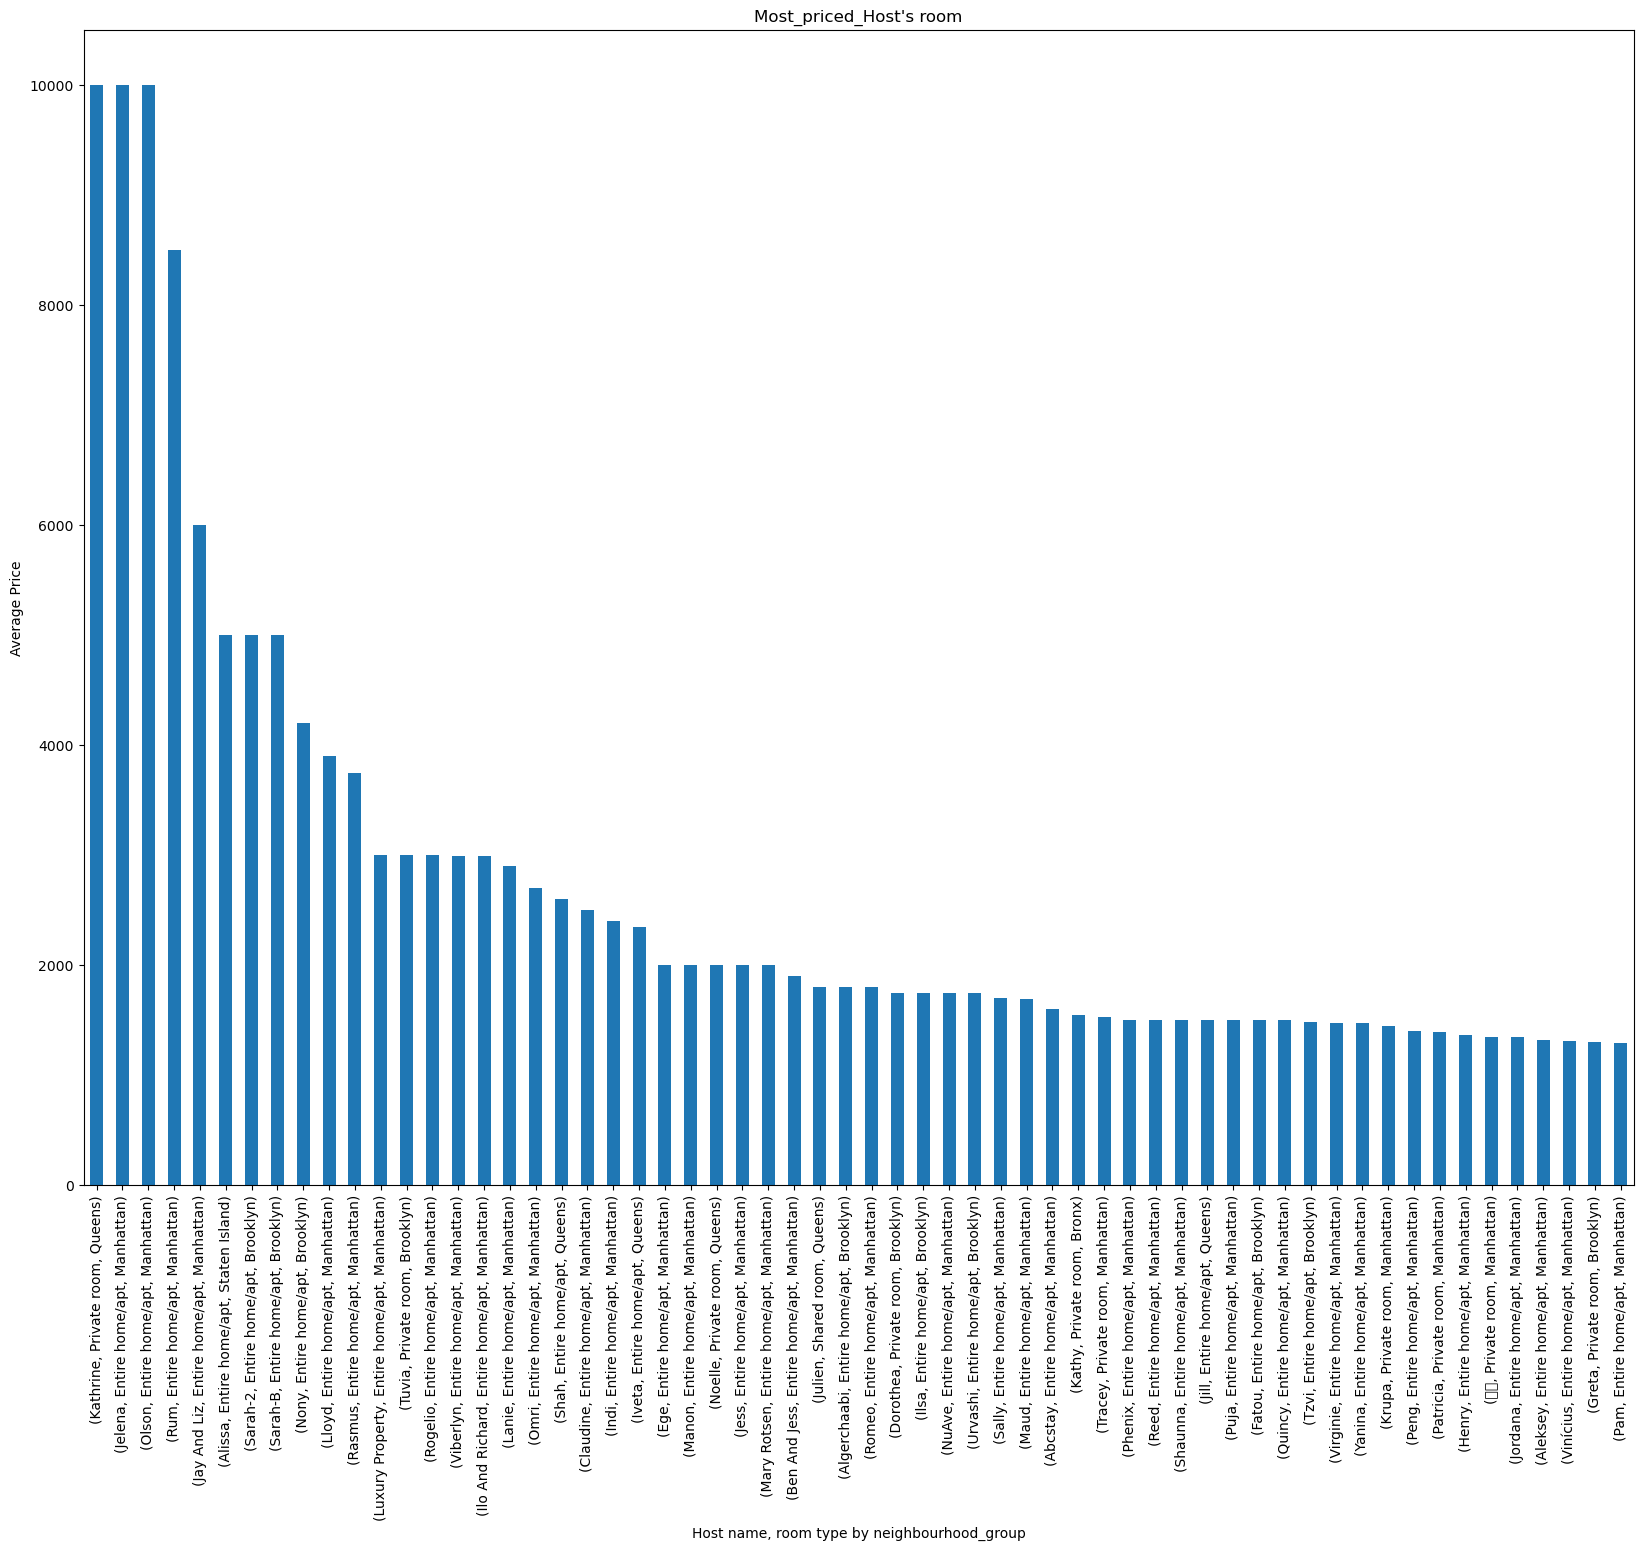 Most_priced_Host's room
Average Price
10000
8000
6000
4000
2000
0
(Kathrine, Private room, Queens)
(Jelena, Entire home/apt, Manhattan)
(Olson, Entire home/apt, Manhattan)
(Rum, Entire home/apt, Manhattan)
(Jay And Liz, Entire home/apt, Manhattan)
(Alissa, Entire home/apt, Staten Island)
(Sarah-2, Entire home/apt, Brooklyn)
(Sarah-B, Entire home/apt, Brooklyn)
(Nony, Entire home/apt, Brooklyn)
(Lloyd, Entire home/apt, Manhattan)
(Rasmus, Entire home/apt, Manhattan)
(Luxury Property, Entire home/apt, Manhattan)
(Tuvia, Private room, Brooklyn)
(Rogelio, Entire home/apt, Manhattan)
(Viberlyn, Entire home/apt, Manhattan)
(Ilo And Richard, Entire home/apt, Manhattan)
(Lanie, Entire home/apt, Manhattan)
(Omri, Entire home/apt, Manhattan)
(Shah, Entire home/apt, Queens)
(Claudine, Entire home/apt, Manhattan)
(Indi, Entire home/apt, Manhattan)
(Iveta, Entire home/apt, Queens)
(Ege, Entire home/apt, Manhattan)
(Manon, Entire home/apt, Manhattan)
(Noelle, Private room, Queens)
(Jess, Entire home/apt, Manhattan)
(Mary Rotsen, Entire home/apt, Manhattan)
(Ben And Jess, Entire home/apt, Manhattan)
(Julien, Shared room, Queens)
(Algerchaabi, Entire home/apt, Brooklyn)
(Romeo, Entire home/apt, Manhattan)
(Dorothea, Private room, Brooklyn)
(Ilsa, Entire home/apt, Brooklyn)
(NuAve, Entire home/apt, Manhattan)
(Urvashi, Entire home/apt, Brooklyn)
(Sally, Entire home/apt, Manhattan)
(Maud, Entire home/apt, Manhattan)
(Abcstay, Entire home/apt, Manhattan)
(Kathy, Private room, Bronx)
(Tracey, Private room, Manhattan)
(Phenix, Entire home/apt, Manhattan)
(Reed, Entire home/apt, Manhattan)
(Shaunna, Entire home/apt, Manhattan)
(Jill, Entire home/apt, Queens)
(Puja, Entire home/apt, Manhattan)
(Fatou, Entire home/apt, Brooklyn)
(Quincy, Entire home/apt, Manhattan)
(Tzvi, Entire home/apt, Brooklyn)
(Virginie, Entire home/apt, Manhattan)
(Yanina, Entire home/apt, Manhattan)
(Krupa, Private room, Manhattan)
(Peng, Entire home/apt, Manhattan)
(Patricia, Private room, Manhattan)
(Henry, Entire home/apt, Manhattan)
(, Private room, Manhattan)
(Jordana, Entire home/apt, Manhattan)
(Aleksey, Entire home/apt, Manhattan)
(Vinicius, Entire home/apt, Manhattan)
(Greta, Private room, Brooklyn)
(Pam, Entire home/apt, Manhattan)
Host name, room type by neighbourhood_group